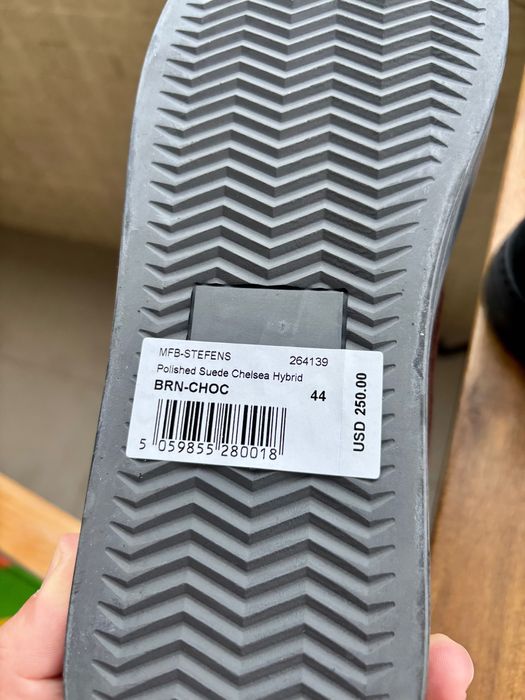 MFB-STEFENS 264139
Polished Suede Chelsea Hybrid
BRN-CHOC 44
5 059855 280018
USD 250.00